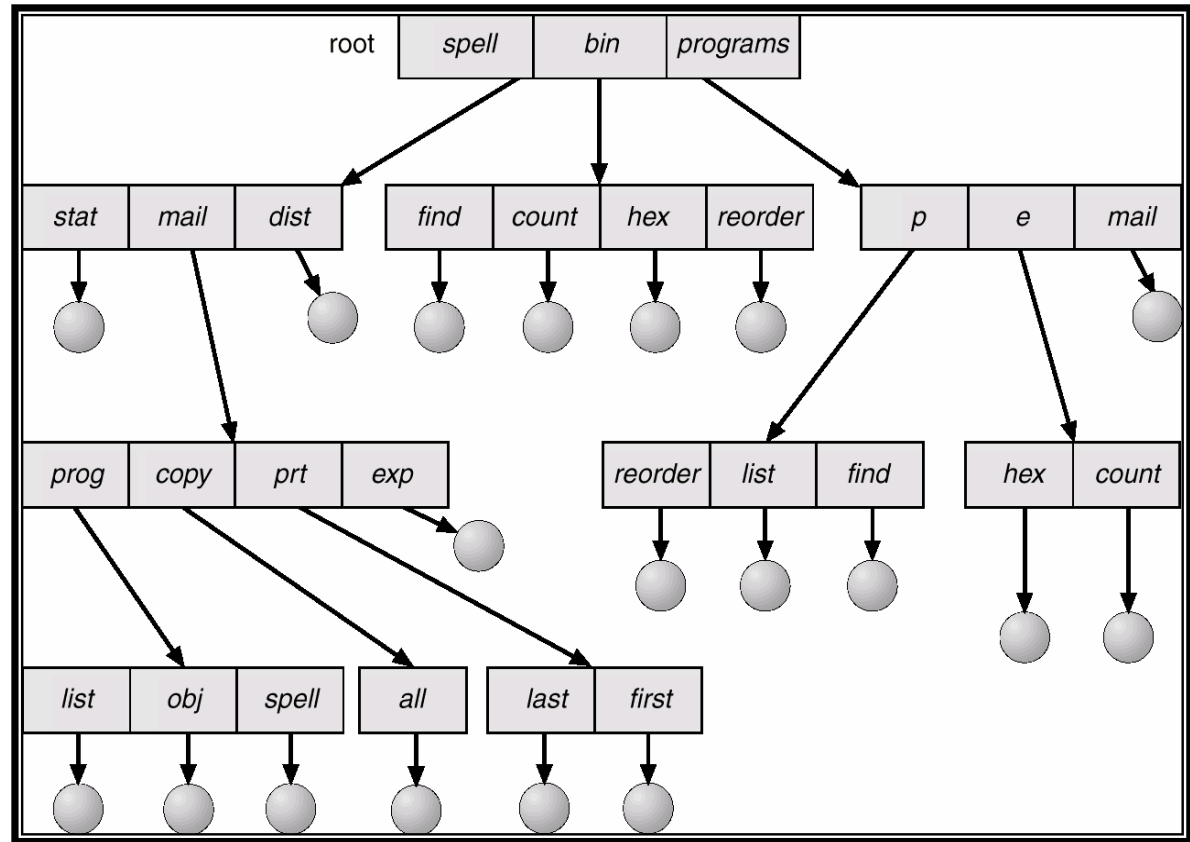 root spell bin programs
stat mail dist find count hex reorder p e mail
prog copy prt exp reorder list find hex count
list obj spell all last first